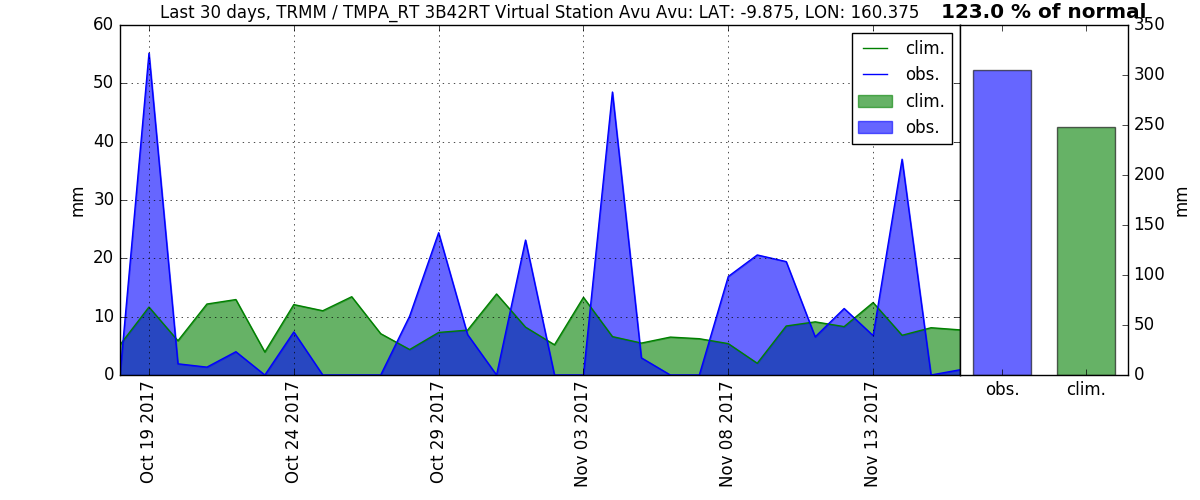 Last 30 days, TRMM / TMPA_RT 3B42RT Virtual Station Avu Avu: LAT: -9.875, LON: 160.375
123.0 % of normal
60
50
40
30
20
10
0
mm
clim.
obs.
clim.
obs.
Oct 19 2017
Oct 24 2017
Oct 29 2017
Nov 03 2017
Nov 08 2017
Nov 13 2017
350
300
250
200
150
100
50
0
mm
obs.
clim.